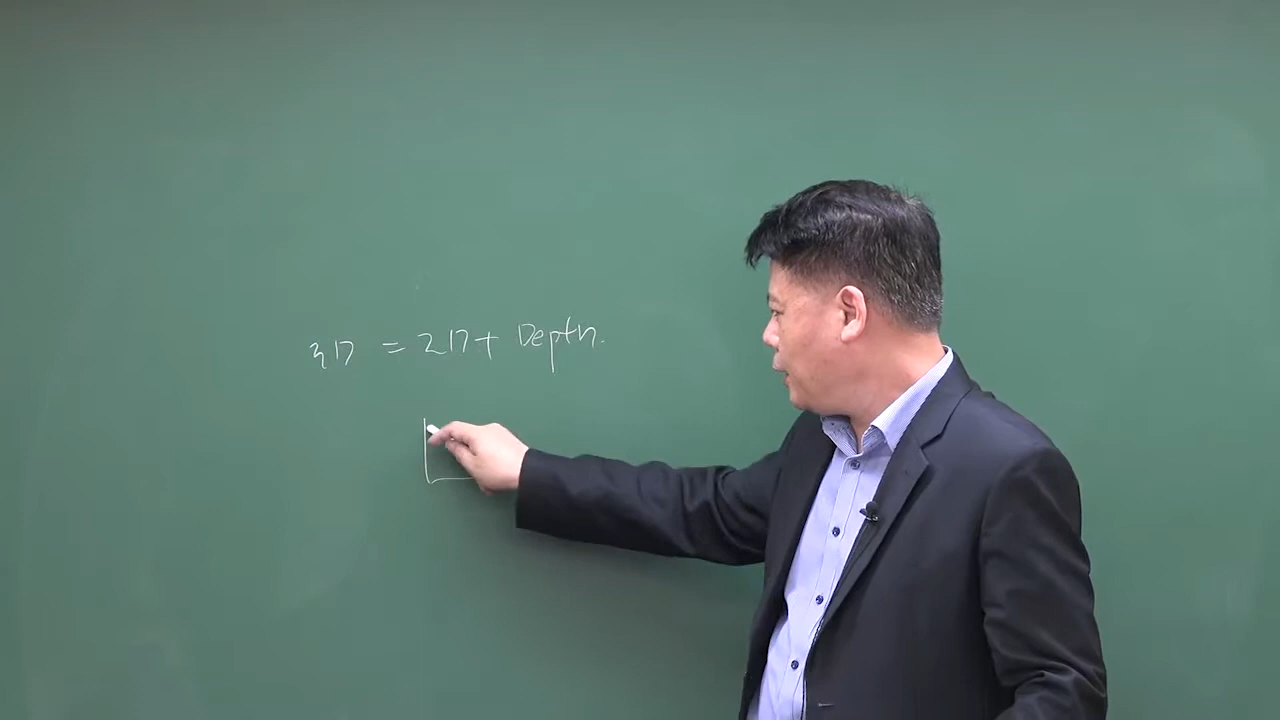 3D = 2D + Depth.